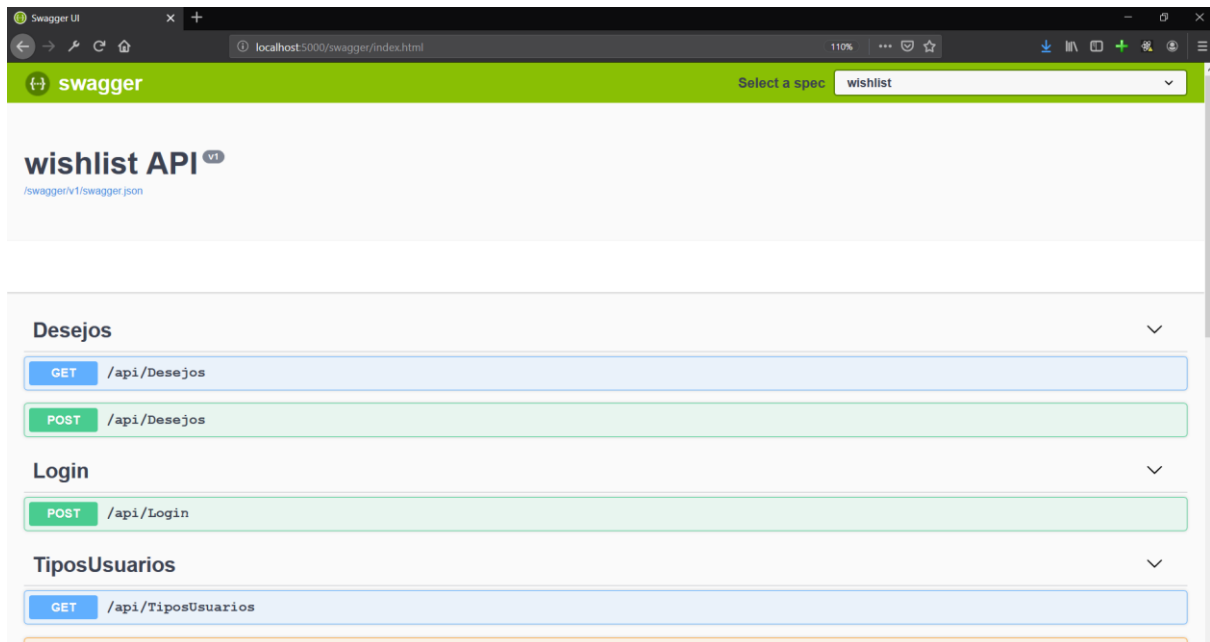 Swagger UI
localhost:5000/swagger/index.html 110%
swagger Select a spec wishlist
wishlist API v1
/swagger/v1/swagger.json
Desejos
GET /api/Desejos
POST /api/Desejos
Login
POST /api/Login
TiposUsuarios
GET /api/TiposUsuarios